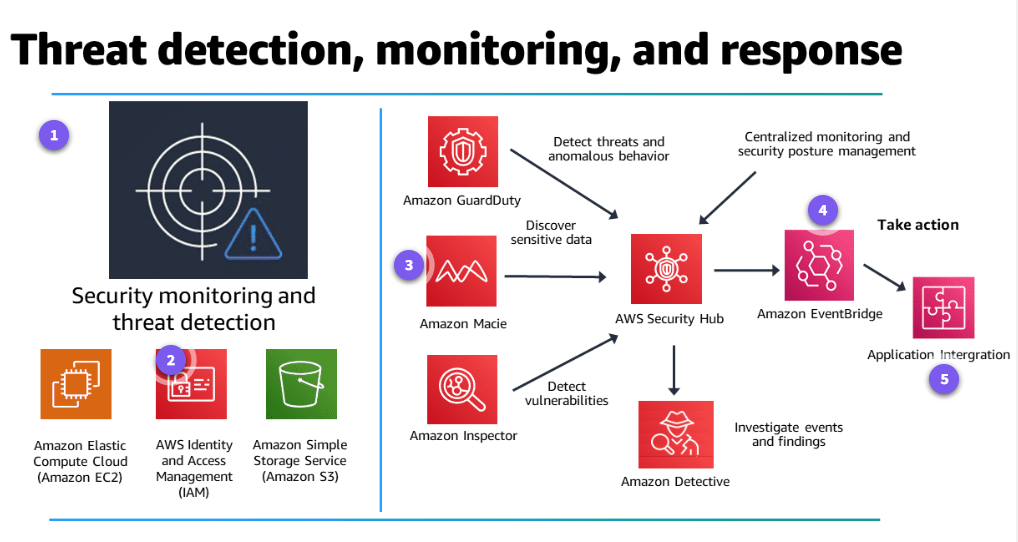 Threat detection, monitoring, and response
1
Security monitoring and
threat detection
2
Amazon Elastic
Compute Cloud
(Amazon EC2)
AWS Identity
and Access
Management
(IAM)
Amazon Simple
Storage Service
(Amazon S3)
Amazon GuardDuty
Detect threats and
anomalous behavior
Centralized monitoring and
security posture management
3
Amazon Macie
Discover
sensitive data
AWS Security Hub
4
Amazon EventBridge
Take action
Application Intergration
5
Amazon Inspector
Detect
vulnerabilities
Amazon Detective
Investigate events
and findings